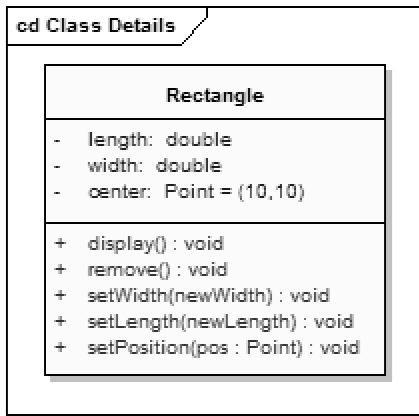 cd Class Details
Rectangle
- length: double
- width: double
- center: Point = (10,10)
+ display() : void
+ remove() : void
+ setWidth(newWidth) : void
+ setLength(newLength) : void
+ setPosition(pos : Point) : void